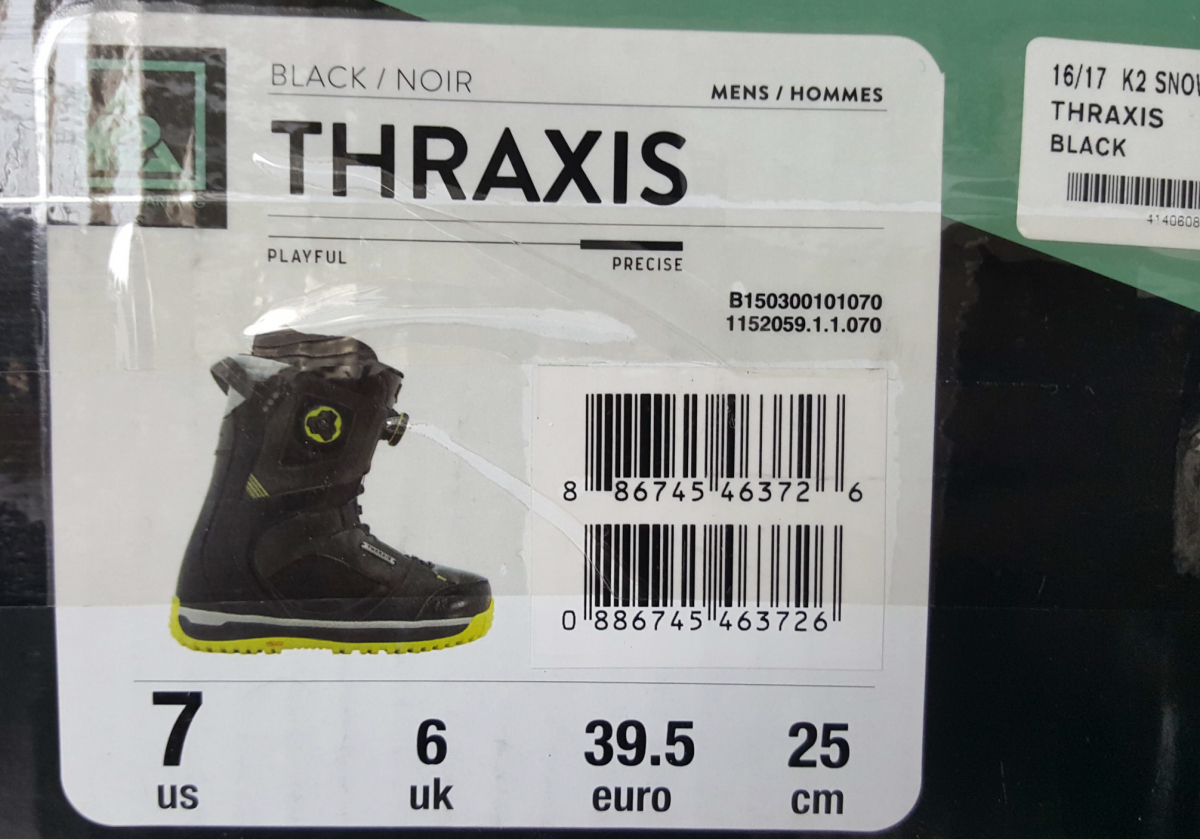 BLACK / NOIR
MENS / HOMMES
THRAXIS
PLAYFUL
PRECISE
B150300101070
1152059.1.1.070
8 86745 46372 6
0 886745 463726
7
us
6
uk
39.5
euro
25
cm
16/17 K2 SNOW
THRAXIS
BLACK
4140608